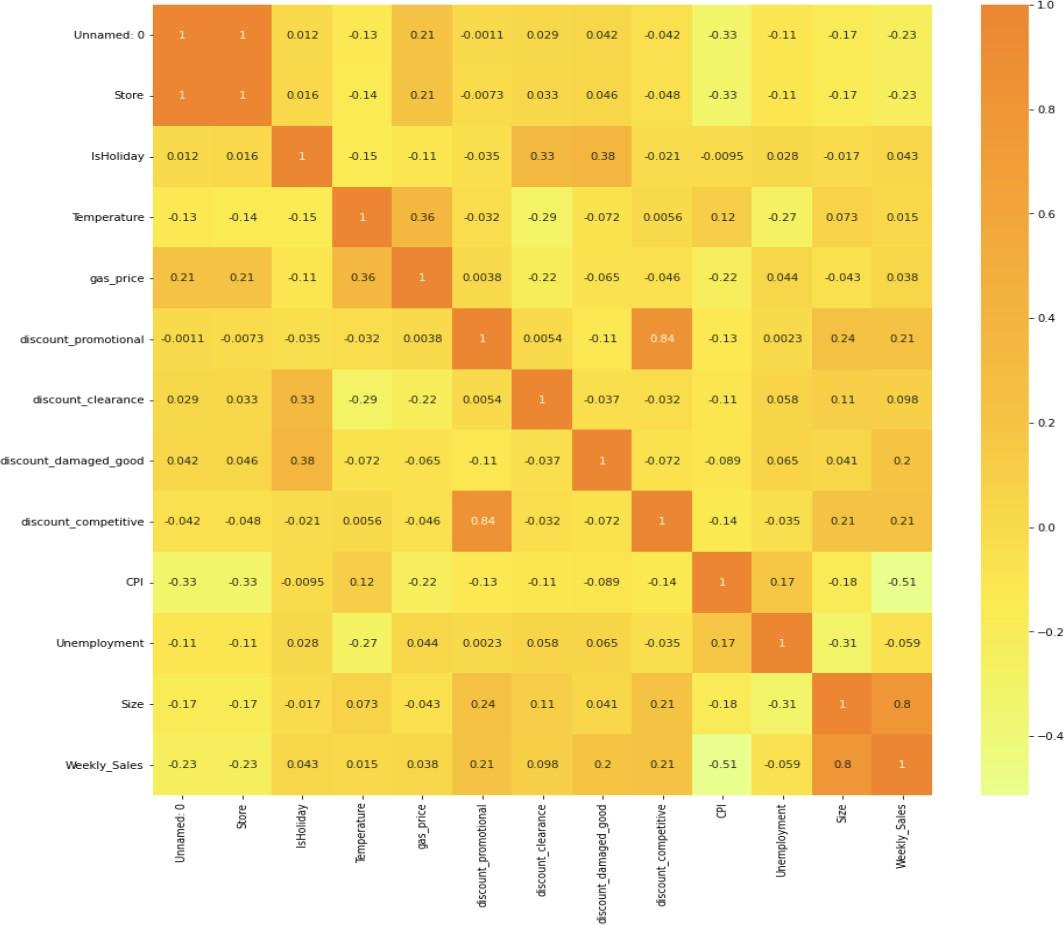 Unnamed: 0 1 1 0.012 -0.13 0.21 -0.0011 0.029 0.042 -0.042 -0.33 -0.11 -0.17 -0.23
Store 1 1 0.016 -0.14 0.21 -0.0073 0.033 0.046 -0.048 -0.33 -0.11 -0.17 -0.23
IsHoliday 0.012 0.016 1 -0.15 -0.11 -0.035 0.33 0.38 -0.021 -0.0095 0.028 -0.017 0.043
Temperature -0.13 -0.14 -0.15 1 0.36 -0.032 -0.29 -0.072 0.0056 0.12 -0.27 0.073 0.015
gas_price 0.21 0.21 -0.11 0.36 1 0.0038 -0.22 -0.065 -0.046 -0.22 0.044 -0.043 0.038
discount_promotional -0.0011 -0.0073 -0.035 -0.032 0.0038 1 0.0054 -0.11 0.84 -0.13 0.0023 0.24 0.21
discount_clearance 0.029 0.033 0.33 -0.29 -0.22 0.0054 1 -0.037 -0.032 -0.11 0.058 0.11 0.098
discount_damaged_good 0.042 0.046 0.38 -0.072 -0.065 -0.11 -0.037 1 -0.072 -0.089 0.065 0.041 0.2
discount_competitive -0.042 -0.048 -0.021 0.0056 -0.046 0.84 -0.032 -0.072 1 -0.14 -0.035 0.21 0.21
CPI -0.33 -0.33 -0.0095 0.12 -0.22 -0.13 -0.11 -0.089 -0.14 1 0.17 -0.18 -0.51
Unemployment -0.11 -0.11 0.028 -0.27 0.044 0.0023 0.058 0.065 -0.035 0.17 1 -0.31 -0.059
Size -0.17 -0.17 -0.017 0.073 -0.043 0.24 0.11 0.041 0.21 -0.18 -0.31 1 0.8
Weekly_Sales -0.23 -0.23 0.043 0.015 0.038 0.21 0.098 0.2 0.21 -0.51 -0.059 0.8 1
Unnamed: 0
Store
IsHoliday
Temperature
gas_price
discount_promotional
discount_clearance
discount_damaged_good
discount_competitive
CPI
Unemployment
Size
Weekly_Sales
1.0
0.8
0.6
0.4
0.2
0.0
−0.2
−0.4